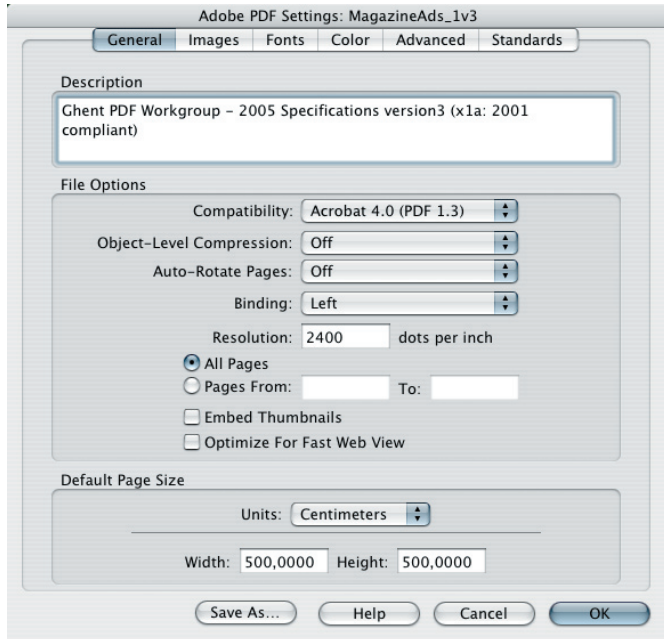 Adobe PDF Settings: MagazineAds_1v3
General Images Fonts Color Advanced Standards
Description
Ghent PDF Workgroup – 2005 Specifications version3 (x1a: 2001
compliant)
File Options
Compatibility: Acrobat 4.0 (PDF 1.3)
Object-Level Compression: Off
Auto-Rotate Pages: Off
Binding: Left
Resolution: 2400 dots per inch
All Pages
Pages From: To:
Embed Thumbnails
Optimize For Fast Web View
Default Page Size
Units: Centimeters
Width: 500,0000 Height: 500,0000
Save As... Help Cancel OK